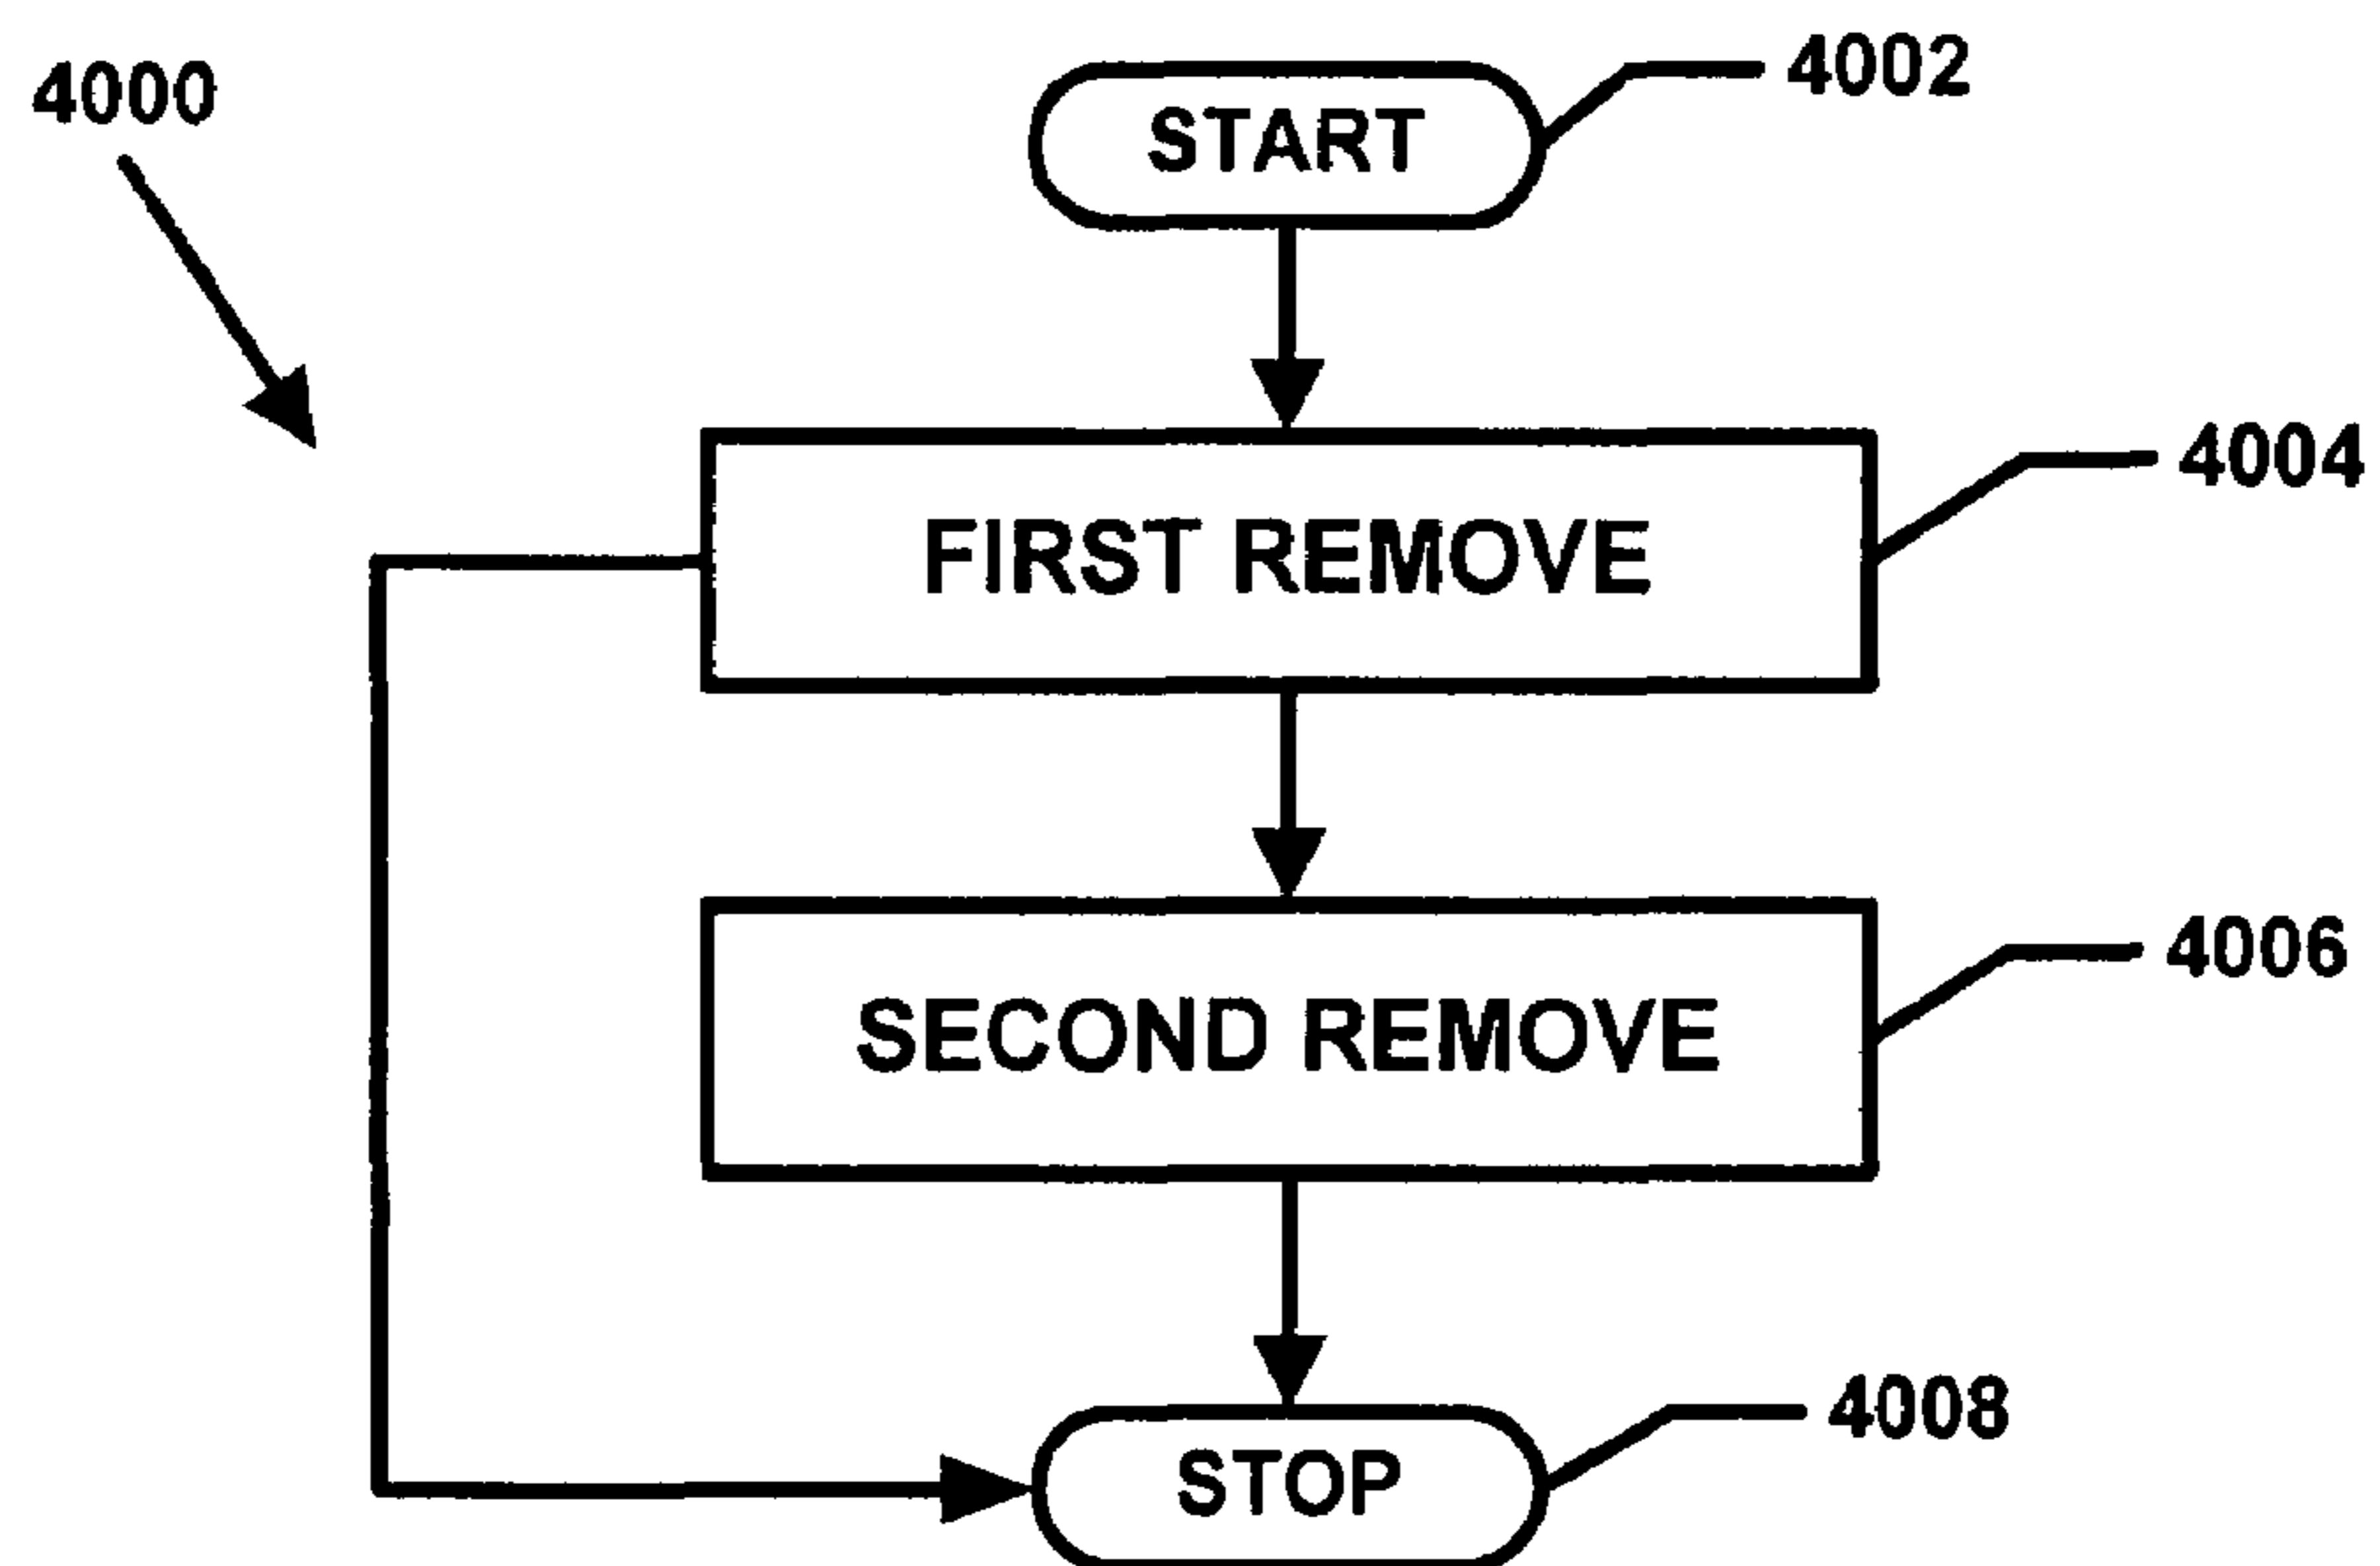 4000
START
4002
FIRST REMOVE
4004
SECOND REMOVE
4006
STOP
4008